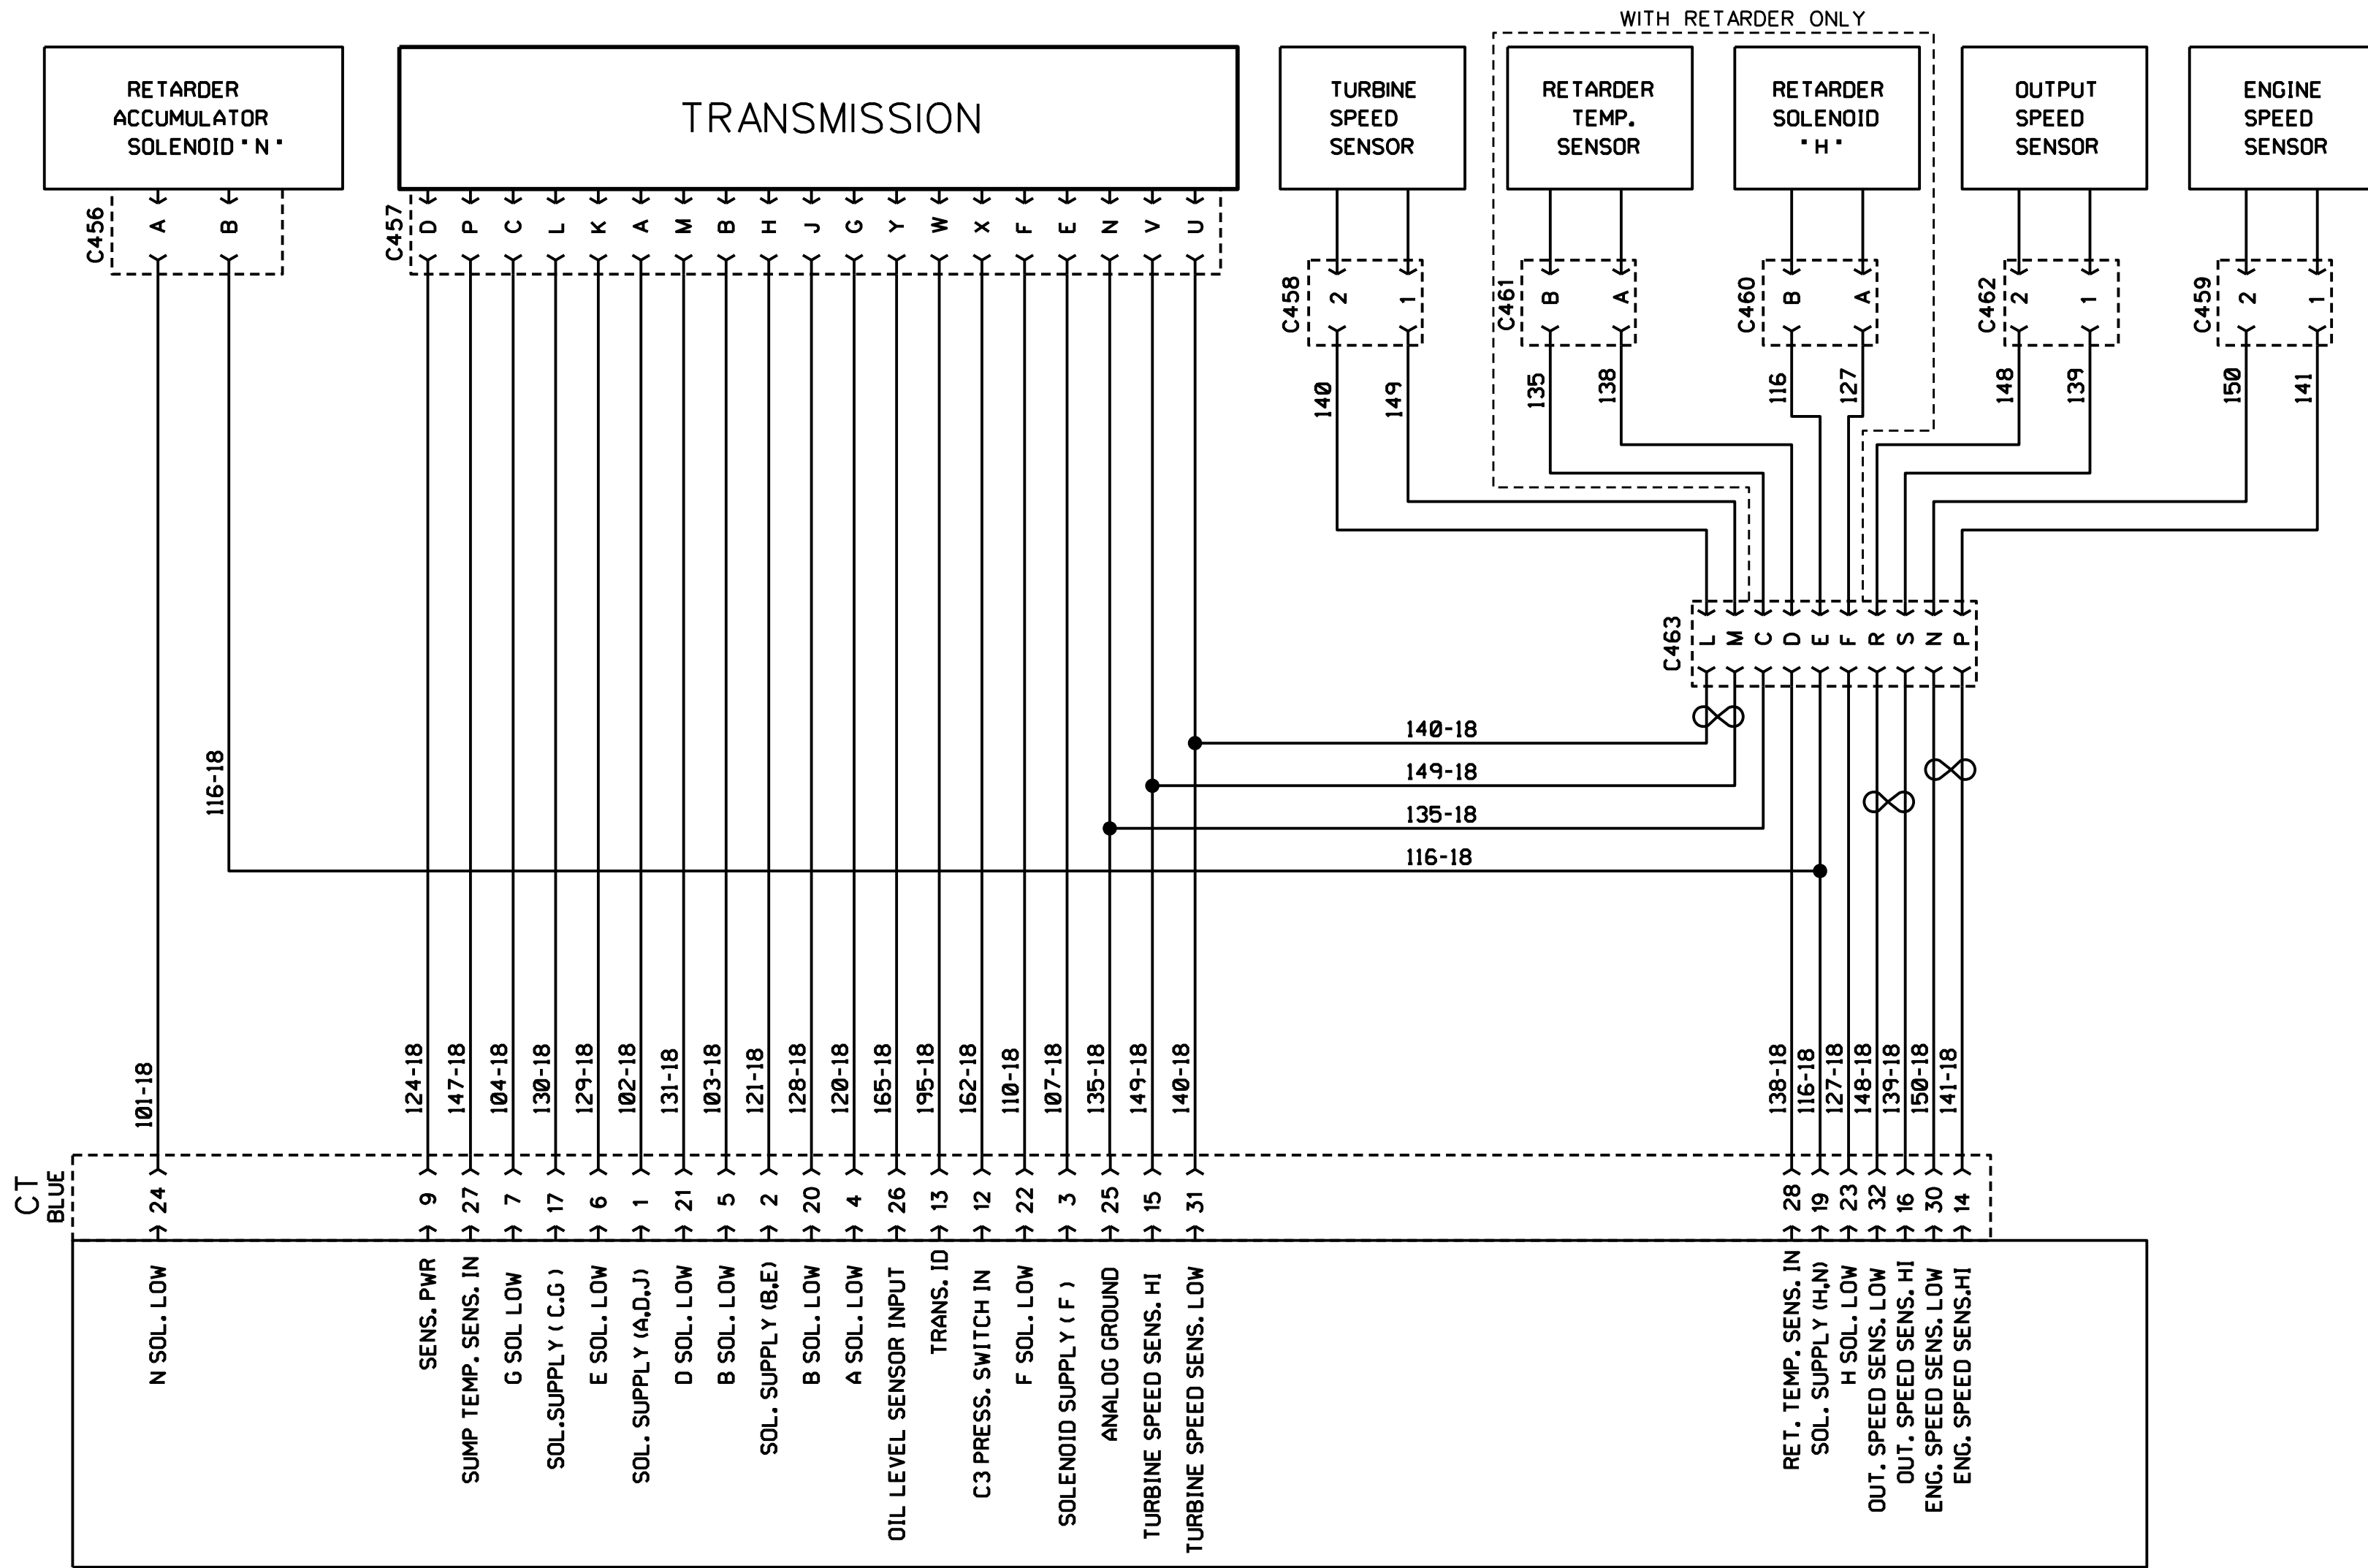 WITH RETARDER ONLY
RETARDER
ACCUMULATOR
SOLENOID "N"
TRANSMISSION
TURBINE
SPEED
SENSOR
RETARDER
TEMP.
SENSOR
RETARDER
SOLENOID
"H"
OUTPUT
SPEED
SENSOR
ENGINE
SPEED
SENSOR
C456
A
B
C457
D
P
C
L
K
A
M
B
H
J
G
Y
W
X
F
E
N
V
U
C458
2
1
C461
B
A
C460
B
A
C462
2
1
C459
2
1
140
149
135
138
116
127
148
139
150
141
C463
L
M
C
D
E
F
R
S
N
P
140-18
149-18
135-18
116-18
116-18
101-18
124-18
147-18
104-18
130-18
129-18
102-18
131-18
103-18
121-18
128-18
120-18
165-18
195-18
162-18
110-18
107-18
135-18
149-18
140-18
138-18
116-18
127-18
148-18
139-18
150-18
141-18
CT
BLUE
24
9
27
7
17
6
1
21
5
2
20
4
26
13
12
22
3
25
15
31
28
19
23
32
16
30
14
N SOL. LOW
SENS. PWR
SUMP TEMP. SENS. IN
G SOL LOW
SOL.SUPPLY (C.G)
E SOL. LOW
SOL. SUPPLY (A,D,J)
D SOL. LOW
B SOL. LOW
SOL. SUPPLY (B,E)
B SOL. LOW
A SOL. LOW
OIL LEVEL SENSOR INPUT
TRANS. ID
C3 PRESS. SWITCH IN
F SOL. LOW
SOLENOID SUPPLY (F)
ANALOG GROUND
TURBINE SPEED SENS. HI
TURBINE SPEED SENS. LOW
RET. TEMP. SENS. IN
SOL. SUPPLY (H,N)
H SOL. LOW
OUT. SPEED SENS. LOW
OUT. SPEED SENS. HI
ENG. SPEED SENS. LOW
ENG. SPEED SENS.HI